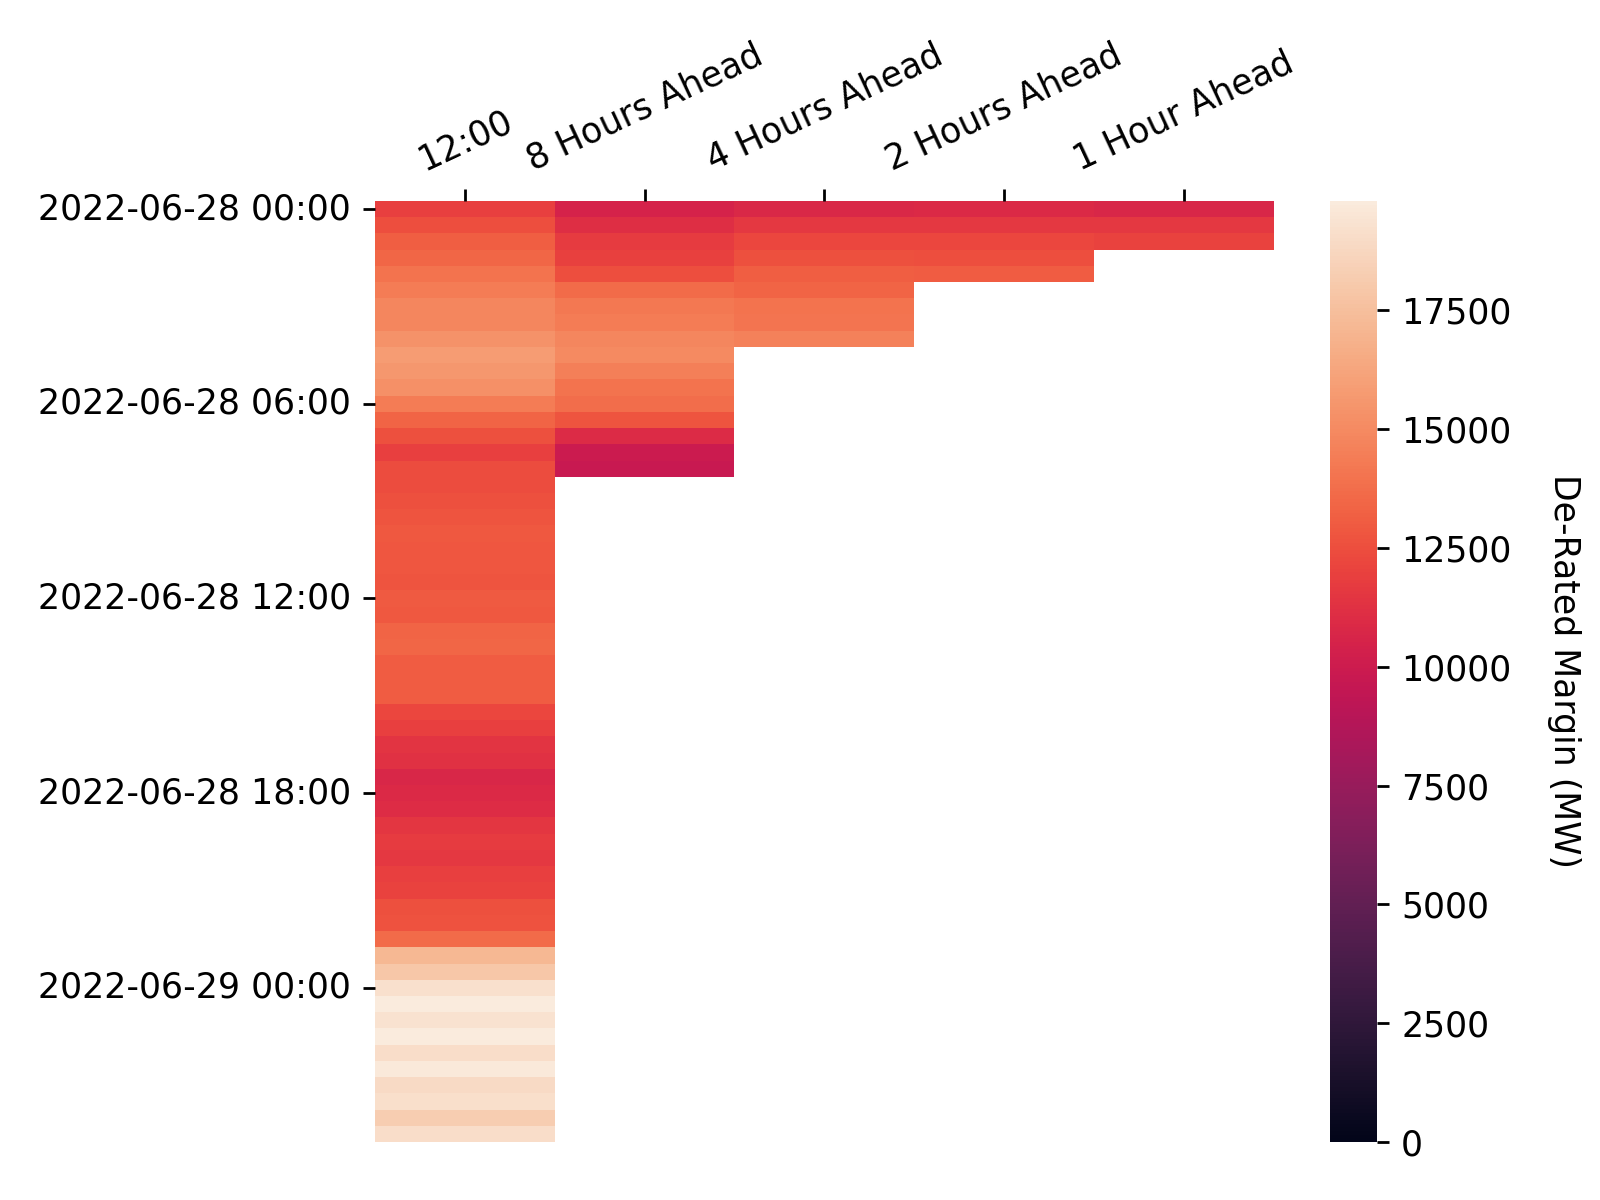 12:00
8 Hours Ahead
4 Hours Ahead
2 Hours Ahead
1 Hour Ahead
2022-06-28 00:00
2022-06-28 06:00
2022-06-28 12:00
2022-06-28 18:00
2022-06-29 00:00
17500
15000
12500
10000
7500
5000
2500
0
De-Rated Margin (MW)